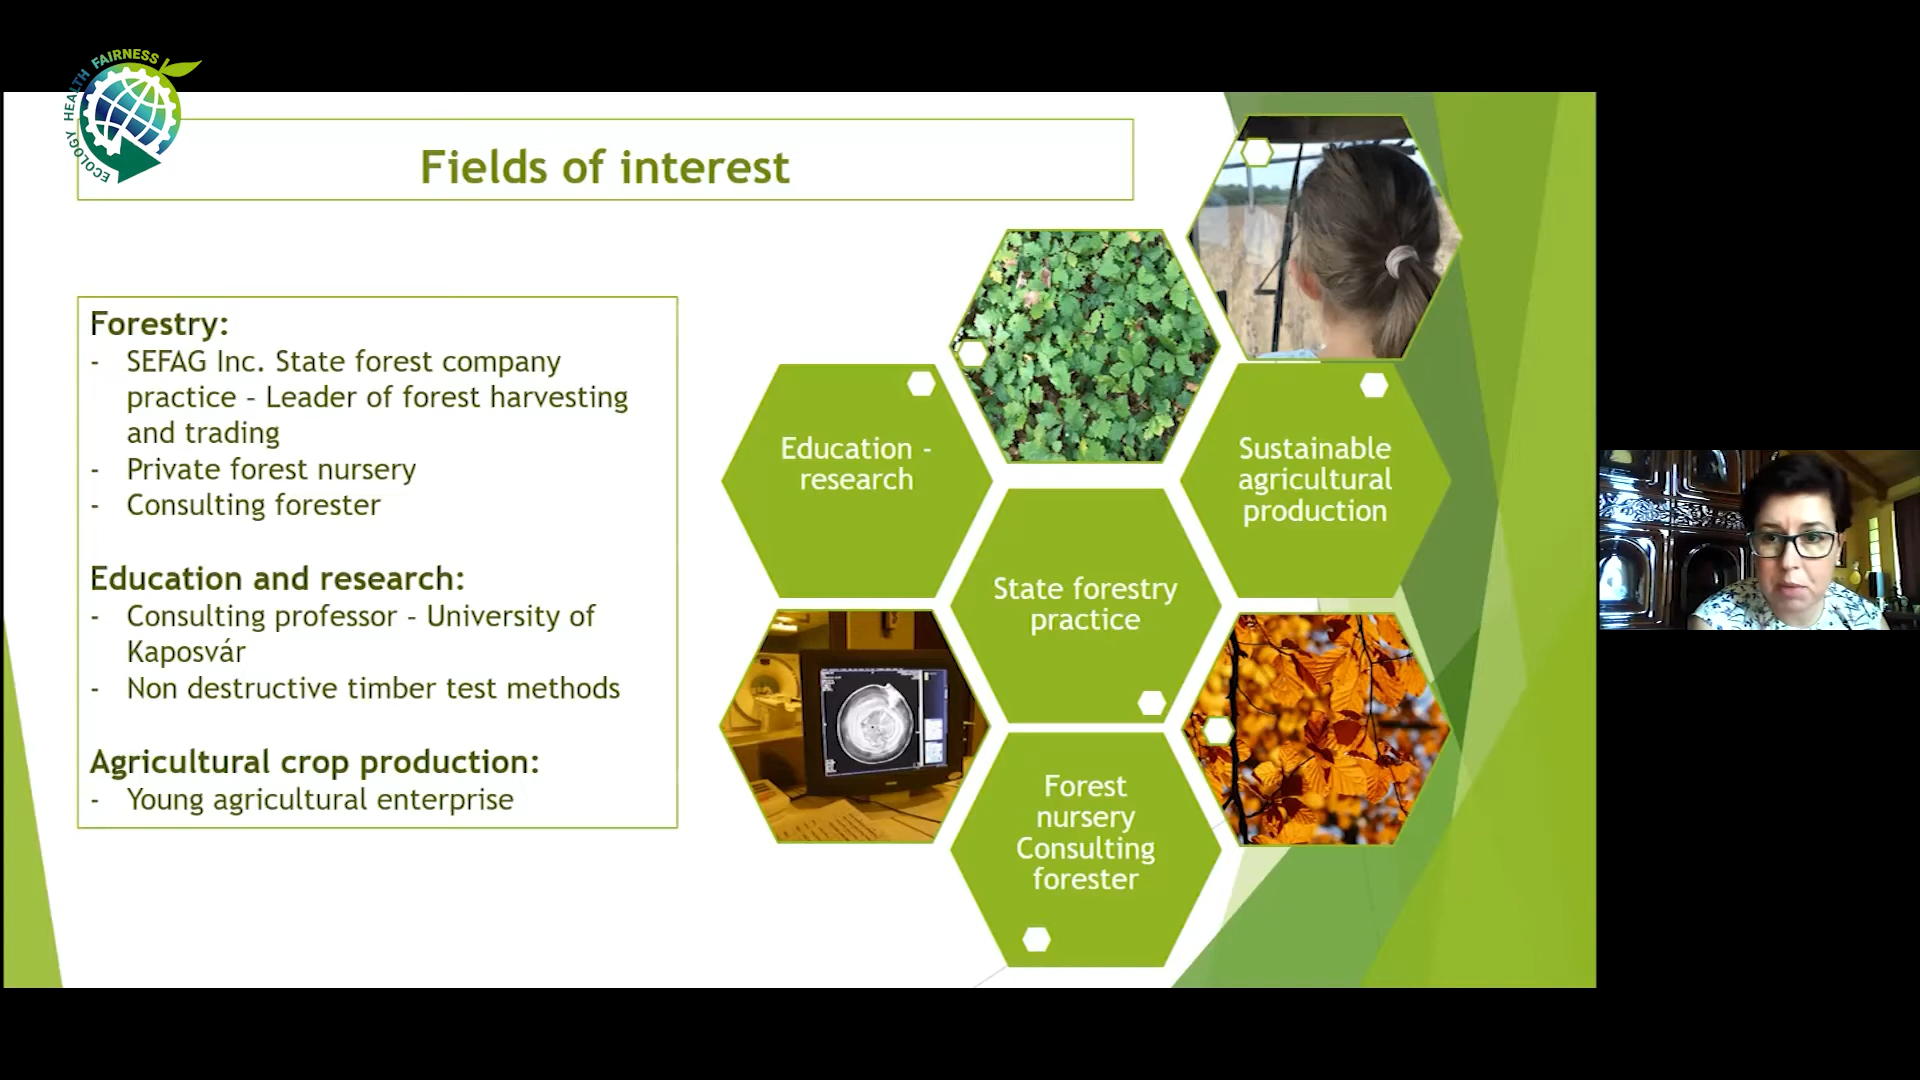 ECOLOGY HEALTH FAIRNESS
Fields of interest
Forestry:
- SEFAG Inc. State forest company
practice – Leader of forest harvesting
and trading
- Private forest nursery
- Consulting forester
Education and research:
- Consulting professor – University of
Kaposvár
- Non destructive timber test methods
Agricultural crop production:
- Young agricultural enterprise
Education -
research
Sustainable
agricultural
production
State forestry
practice
Forest
nursery
Consulting
forester